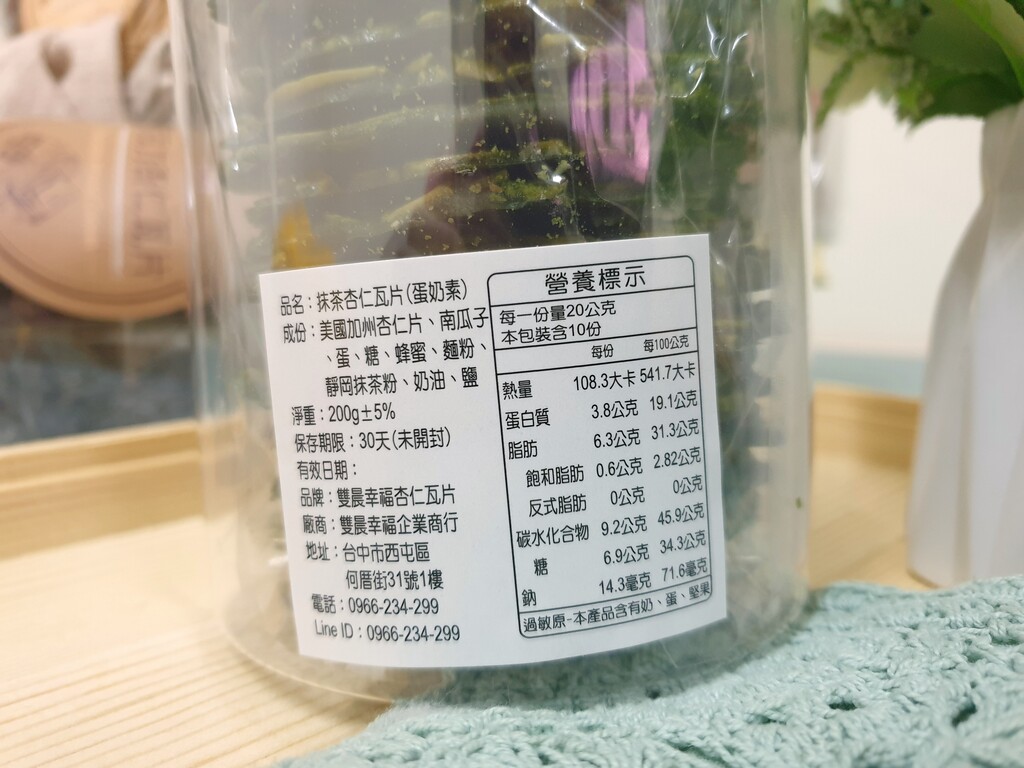 品名：抹茶杏仁瓦片(蛋奶素)
成份：美國加州杏仁片、南瓜子
、蛋、糖、蜂蜜、麵粉、
靜岡抹茶粉、奶油、鹽
淨重：200g±5%
保存期限：30天(未開封)
有效日期：
品牌：雙晨幸福杏仁瓦片
廠商：雙晨幸福企業商行
地址：台中市西屯區
何厝街31號1樓
電話：0966-234-299
Line ID：0966-234-299
營養標示
每一份量20公克
本包裝含10份
每份 每100公克
熱量 108.3大卡 541.7大卡
蛋白質 3.8公克 19.1公克
脂肪 6.3公克 31.3公克
飽和脂肪 0.6公克 2.82公克
反式脂肪 0公克 0公克
碳水化合物 9.2公克 45.9公克
糖 6.9公克 34.3公克
鈉 14.3毫克 71.6毫克
過敏原-本產品含有奶、蛋、堅果